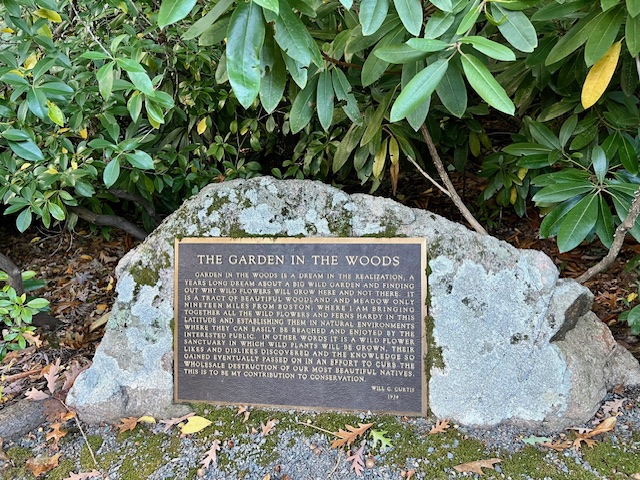 THE GARDEN IN THE WOODS
GARDEN IN THE WOODS IS A DREAM IN THE REALIZATION, A
YEARS LONG DREAM ABOUT A BIG WILD GARDEN AND FINDING
OUT WHY WILD FLOWERS WILL GROW HERE AND NOT THERE. IT
IS A TRACT OF BEAUTIFUL WOODLAND AND MEADOW ONLY
NINETEEN MILES FROM BOSTON, WHERE I AM BRINGING
TOGETHER ALL THE WILD FLOWERS AND FERNS HARDY IN THIS
LATITUDE AND ESTABLISHING THEM IN NATURAL ENVIRONMENTS
WHERE THEY CAN EASILY BE REACHED AND ENJOYED BY THE
INTERESTED PUBLIC. IN OTHER WORDS IT IS A WILD FLOWER
SANCTUARY IN WHICH WILD PLANTS WILL BE GROWN, THEIR
LIKES AND DISLIKES DISCOVERED AND THE KNOWLEDGE SO
GAINED EVENTUALLY PASSED ON IN AN EFFORT TO CURB THE
WHOLESALE DESTRUCTION OF OUR MOST BEAUTIFUL NATIVES.
THIS IS TO BE MY CONTRIBUTION TO CONSERVATION.
WILL C. CURTIS
1934